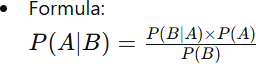 • Formula:
P(A|B) = P(B|A)×P(A) / P(B)